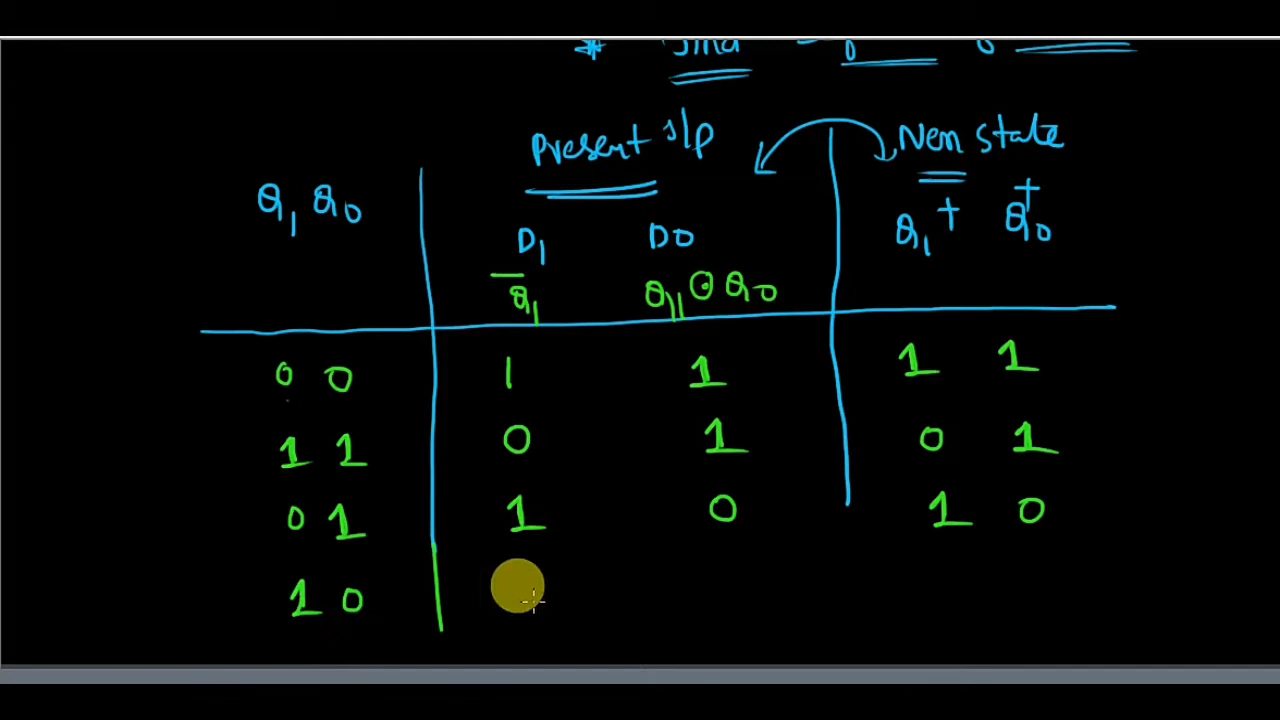 Present i/p Nen state
Q1 Q0 D1 D0 Q1+ Q0+
Q̅1 Q1 ⊙ Q0
0 0 1 1 1 1
1 1 0 1 0 1
0 1 1 0 1 0
1 0